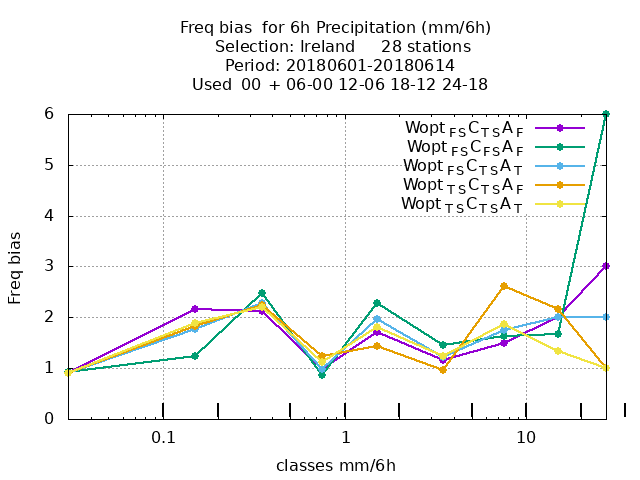 Freq bias  for 6h Precipitation (mm/6h)
Selection: Ireland     28 stations
Period: 20180601-20180614
Used  00  + 06-00 12-06 18-12 24-18
6
5
4
3
2
1
0
Freq bias
Wopt FS C TS A F
Wopt FS C FS A F
Wopt FS C TS A T
Wopt TS C TS A F
Wopt TS C TS A T
0.1
1
10
classes mm/6h